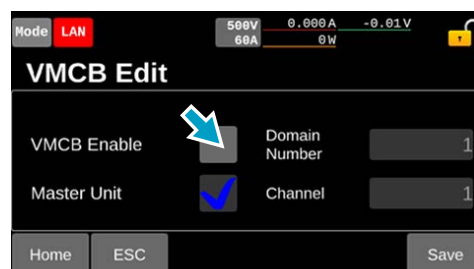 Mode LAN 500V 0.000A -0.01V
60A 0W
VMCB Edit
VMCB Enable Domain Number 1
Master Unit Channel 1
Home ESC Save